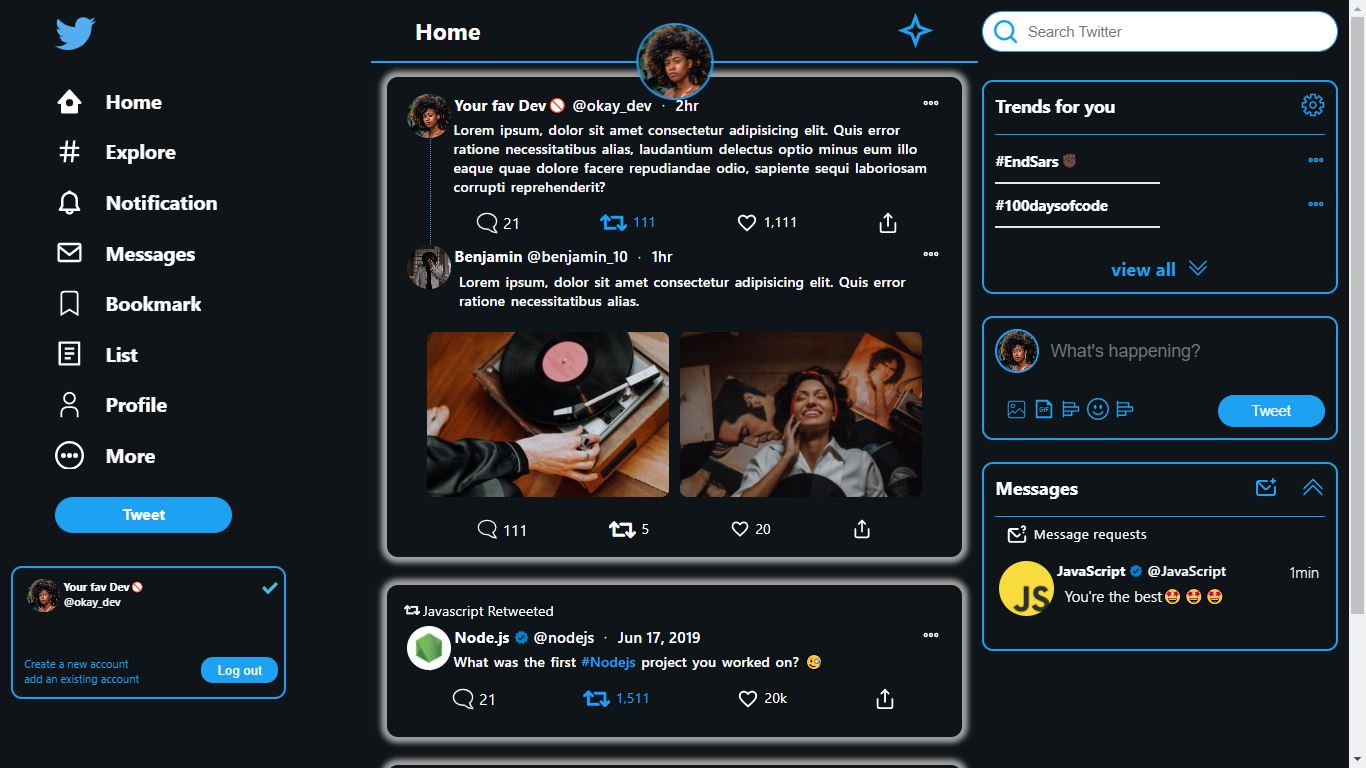 Home
Explore
Notification
Messages
Bookmark
List
Profile
More
Tweet
Your fav Dev🚫
@okay_dev
Create a new account
add an existing account
Log out
Home
Your fav Dev🚫 @okay_dev · 2hr
Lorem ipsum, dolor sit amet consectetur adipisicing elit. Quis error
ratione necessitatibus alias, laudantium delectus optio minus eum illo
eaque quae dolore facere repudiandae odio, sapiente sequi laboriosam
corrupti reprehenderit?
21 111 1,111
Benjamin @benjamin_10 · 1hr
Lorem ipsum, dolor sit amet consectetur adipisicing elit. Quis error
ratione necessitatibus alias.
111 5 20
Javascript Retweeted
Node.js @nodejs · Jun 17, 2019
What was the first #Nodejs project you worked on? 🧐
21 1,511 20k
Search Twitter
Trends for you
#EndSars ✊🏿
#100daysofcode
view all
What's happening?
GIF
Tweet
Messages
Message requests
JavaScript @JavaScript 1min
JS
You're the best🤩 🤩 🤩